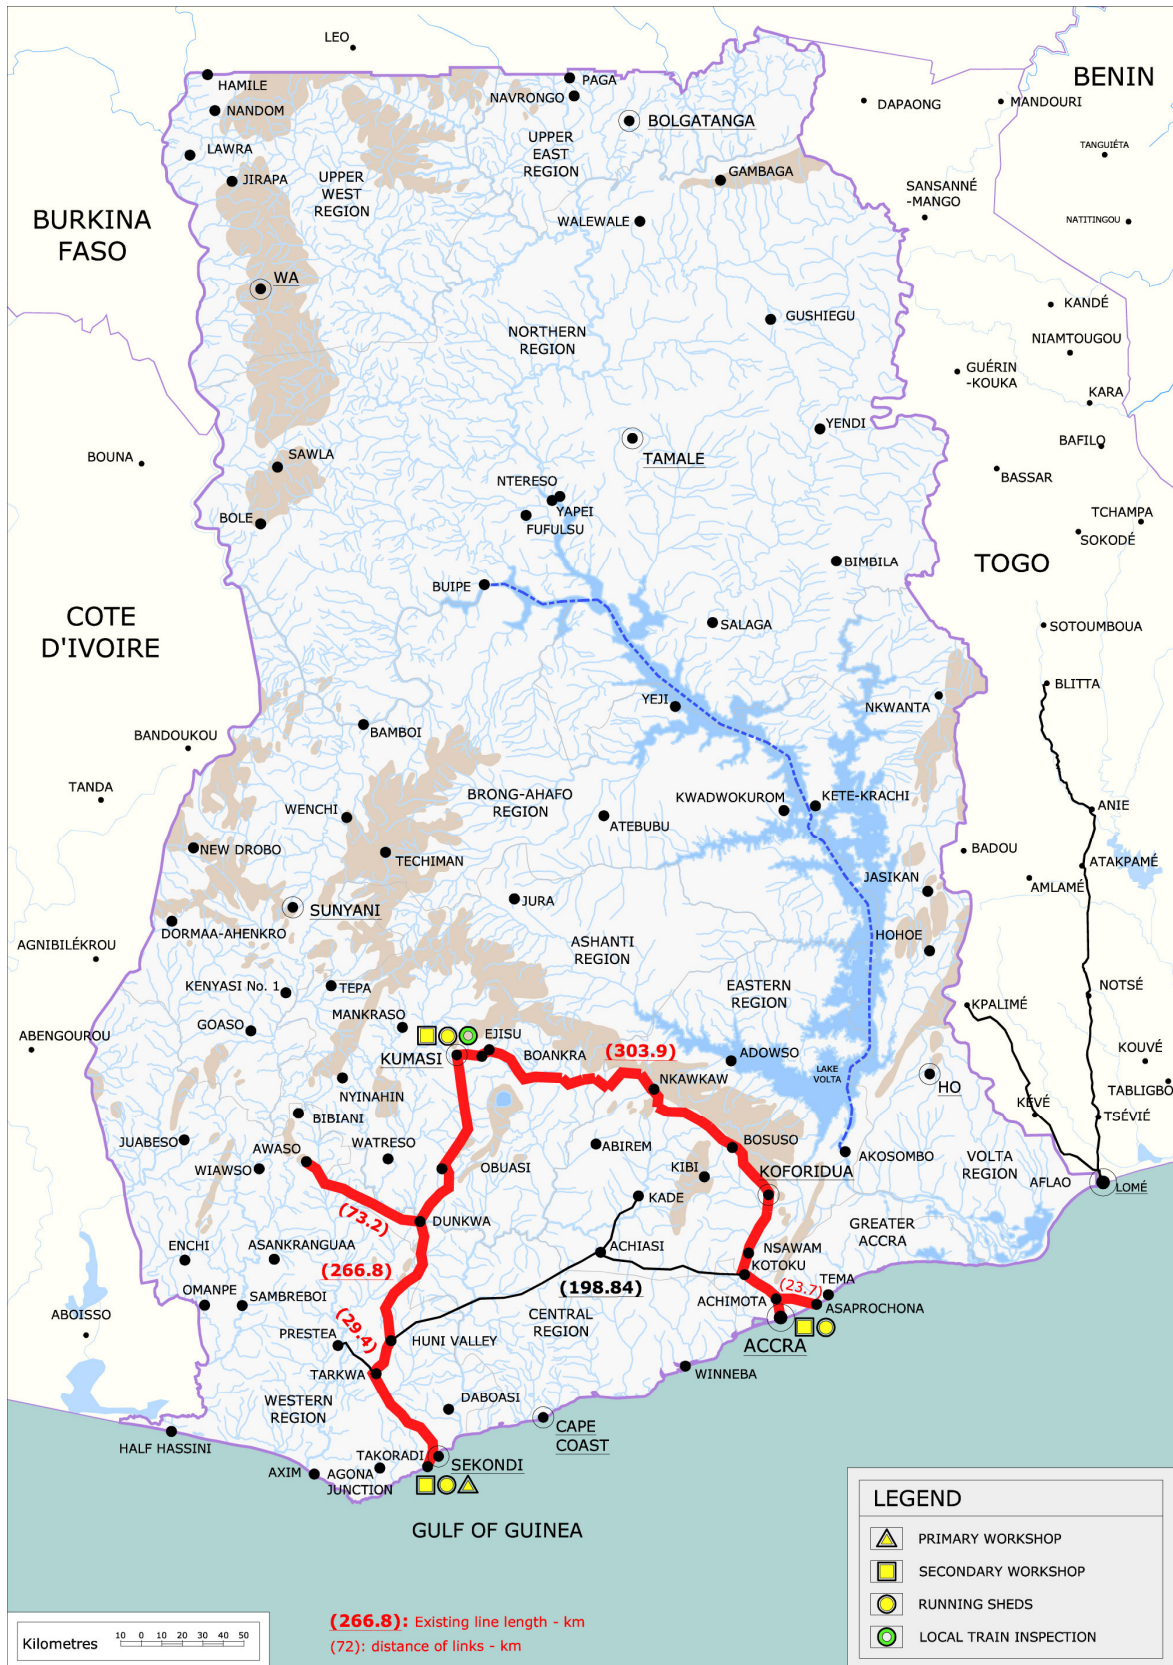 LEO
BENIN
HAMILE
PAGA
NAVRONGO
DAPAONG
MANDOURI
NANDOM
BOLGATANGA
UPPER
EAST
REGION
TANGUIÉTA
LAWRA
JIRAPA
UPPER
WEST
REGION
GAMBAGA
SANSANNÉ
-MANGO
BURKINA
FASO
WALEWALE
NATITINGOU
WA
KANDÉ
GUSHIEGU
NORTHERN
REGION
NIAMTOUGOU
GUÉRIN
-KOUKA
KARA
YENDI
BAFILO
BOUNA
SAWLA
TAMALE
BASSAR
NTERESO
YAPEI
FUFULSU
BOLE
TCHAMPA
SOKODÉ
TOGO
BIMBILA
BUIPE
COTE
D'IVOIRE
SALAGA
SOTOUMBOUA
BLITTA
YEJI
NKWANTA
BANDOUKOU
BAMBOI
TANDA
BRONG-AHAFO
REGION
WENCHI
KWADWOKUROM
KETE-KRACHI
ANIE
ATEBUBU
NEW DROBO
TECHIMAN
BADOU
ATAKPAMÉ
JASIKAN
AMLAMÉ
JURA
SUNYANI
DORMAA-AHENKRO
HOHOE
AGNIBILÉKROU
ASHANTI
REGION
EASTERN
REGION
KENYASI No. 1
TEPA
NOTSÉ
KPALIMÉ
MANKRASO
GOASO
ABENGOUROU
EJISU
KUMASI
BOANKRA
(303.9)
ADOWSO
KOUVÉ
LAKE
VOLTA
HO
NKAWKAW
TABLIGBO
NYINAHIN
BIBIANI
KÉVÉ
TSÉVIÉ
JUABESO
WATRESO
ABIREM
BOSUSO
AWASO
AKOSOMBO
WIAWSO
OBUASI
KIBI
KOFORIDUA
VOLTA
REGION
AFLAO
LOMÉ
KADE
(73.2)
DUNKWA
GREATER
ACCRA
ENCHI
ASANKRANGUAA
ACHIASI
NSAWAM
KOTOKU
(266.8)
(198.84)
(23.7)
TEMA
OMANPE
SAMBREBOI
ACHIMOTA
ASAPROCHONA
ABOISSO
CENTRAL
REGION
PRESTEA
(29.4)
HUNI VALLEY
ACCRA
TARKWA
WINNEBA
WESTERN
REGION
DABOASI
CAPE
COAST
HALF HASSINI
TAKORADI
SEKONDI
AXIM
AGONA
JUNCTION
GULF OF GUINEA
LEGEND
PRIMARY WORKSHOP
SECONDARY WORKSHOP
RUNNING SHEDS
LOCAL TRAIN INSPECTION
(266.8): Existing line length - km
(72): distance of links - km
Kilometres 10 0 10 20 30 40 50